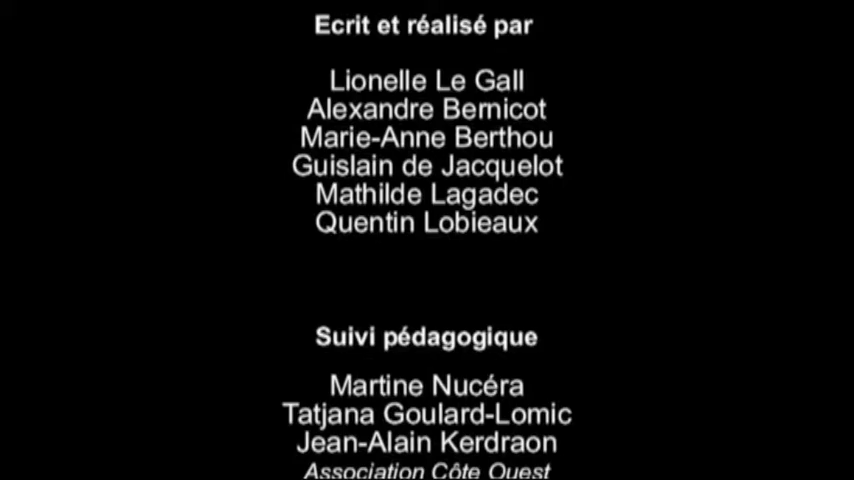 Ecrit et réalisé par
Lionelle Le Gall
Alexandre Bernicot
Marie-Anne Berthou
Guislain de Jacquelot
Mathilde Lagadec
Quentin Lobieaux
Suivi pédagogique
Martine Nucéra
Tatjana Goulard-Lomic
Jean-Alain Kerdraon
Association Côte Ouest